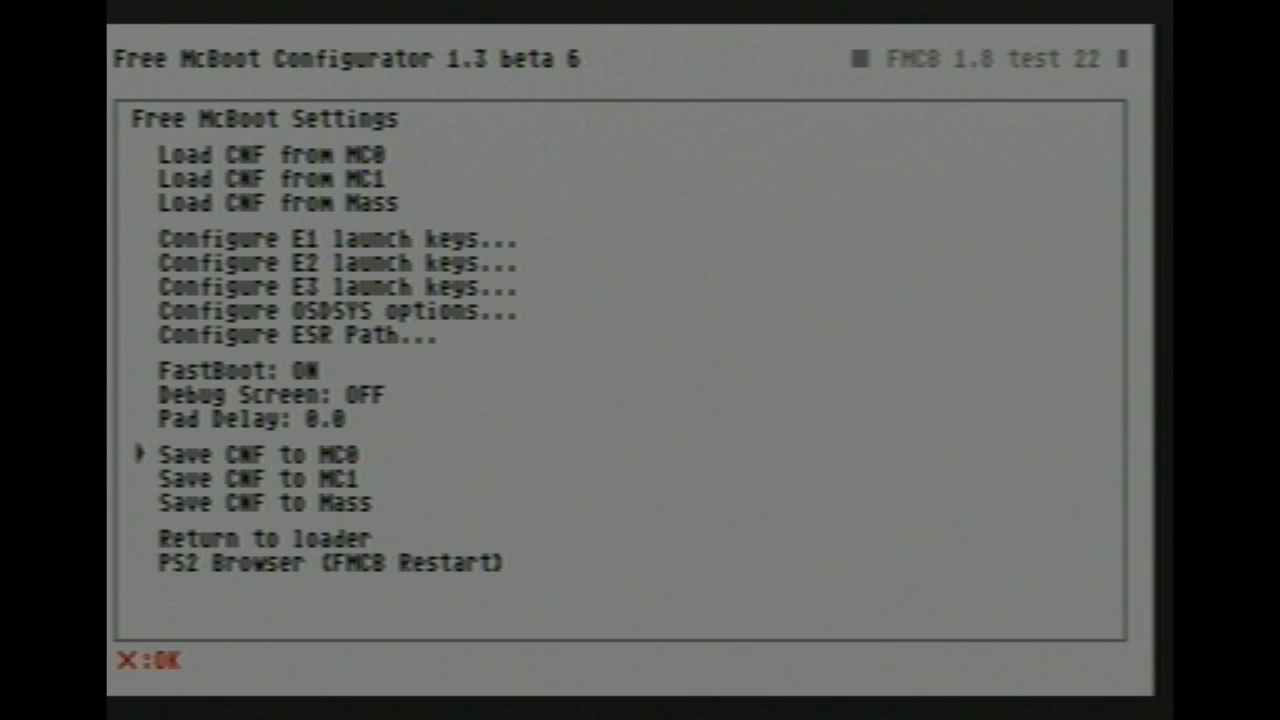 Free McBoot Configurator 1.3 beta 6
FMCB 1.8 test 22
Free McBoot Settings
Load CNF from MC0
Load CNF from MC1
Load CNF from Mass
Configure E1 launch keys...
Configure E2 launch keys...
Configure E3 launch keys...
Configure OSDSYS options...
Configure ESR Path...
FastBoot: ON
Debug Screen: OFF
Pad Delay: 0.0
Save CNF to MC0
Save CNF to MC1
Save CNF to Mass
Return to loader
PS2 Browser (FMCB Restart)
×:OK